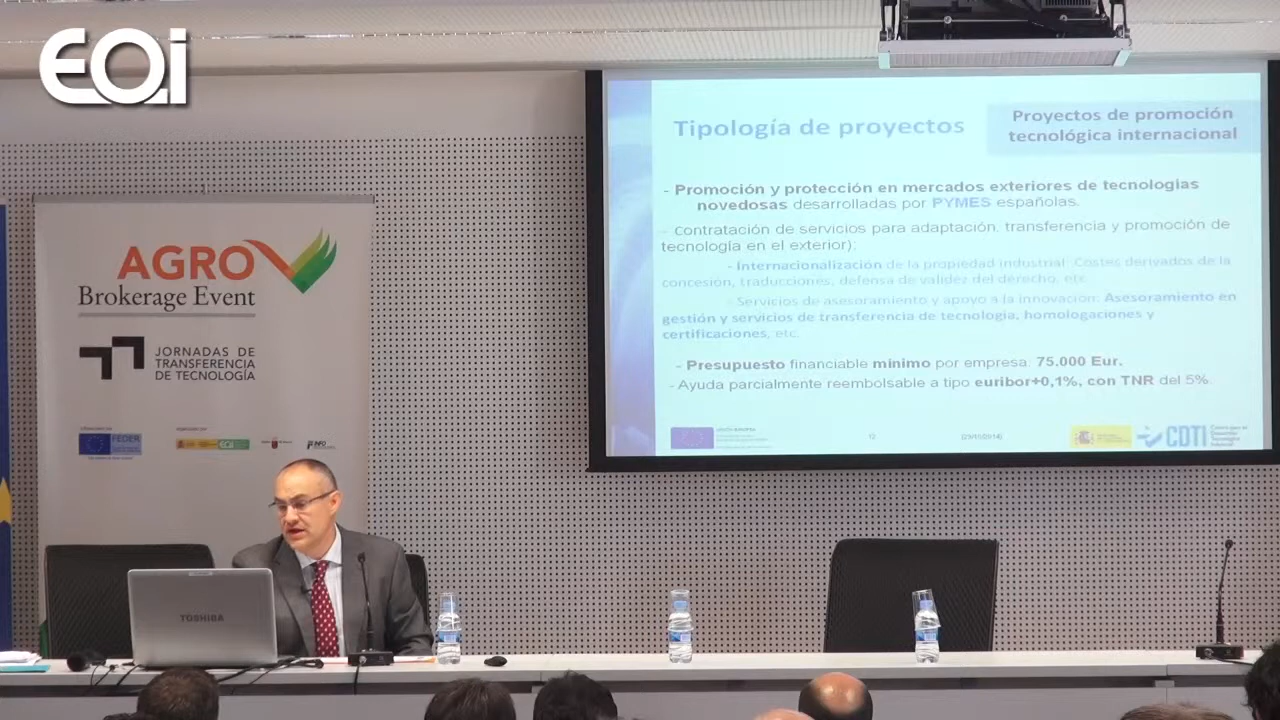 EOi
Tipología de proyectos
Proyectos de promoción
tecnológica internacional
- Promoción y protección en mercados exteriores de tecnologías
novedosas desarrolladas por PYMES españolas.
- Contratación de servicios para adaptación, transferencia y promoción de
tecnología en el exterior);
- Internacionalización de la propiedad industrial: Costes derivados de la
concesión, traducciones, defensa de validez del derecho, etc
- Servicios de asesoramiento y apoyo a la innovación: Asesoramiento en
gestión y servicios de transferencia de tecnología, homologaciones y
certificaciones, etc.
- Presupuesto financiable mínimo por empresa: 75.000 Eur.
- Ayuda parcialmente reembolsable a tipo euribor+0,1%, con TNR del 5%.
UNIÓN EUROPEA
12
CDTI
AGRO
Brokerage Event
JORNADAS DE
TRANSFERENCIA
DE TECNOLOGÍA
FEDER
EOi
INFO
TOSHIBA